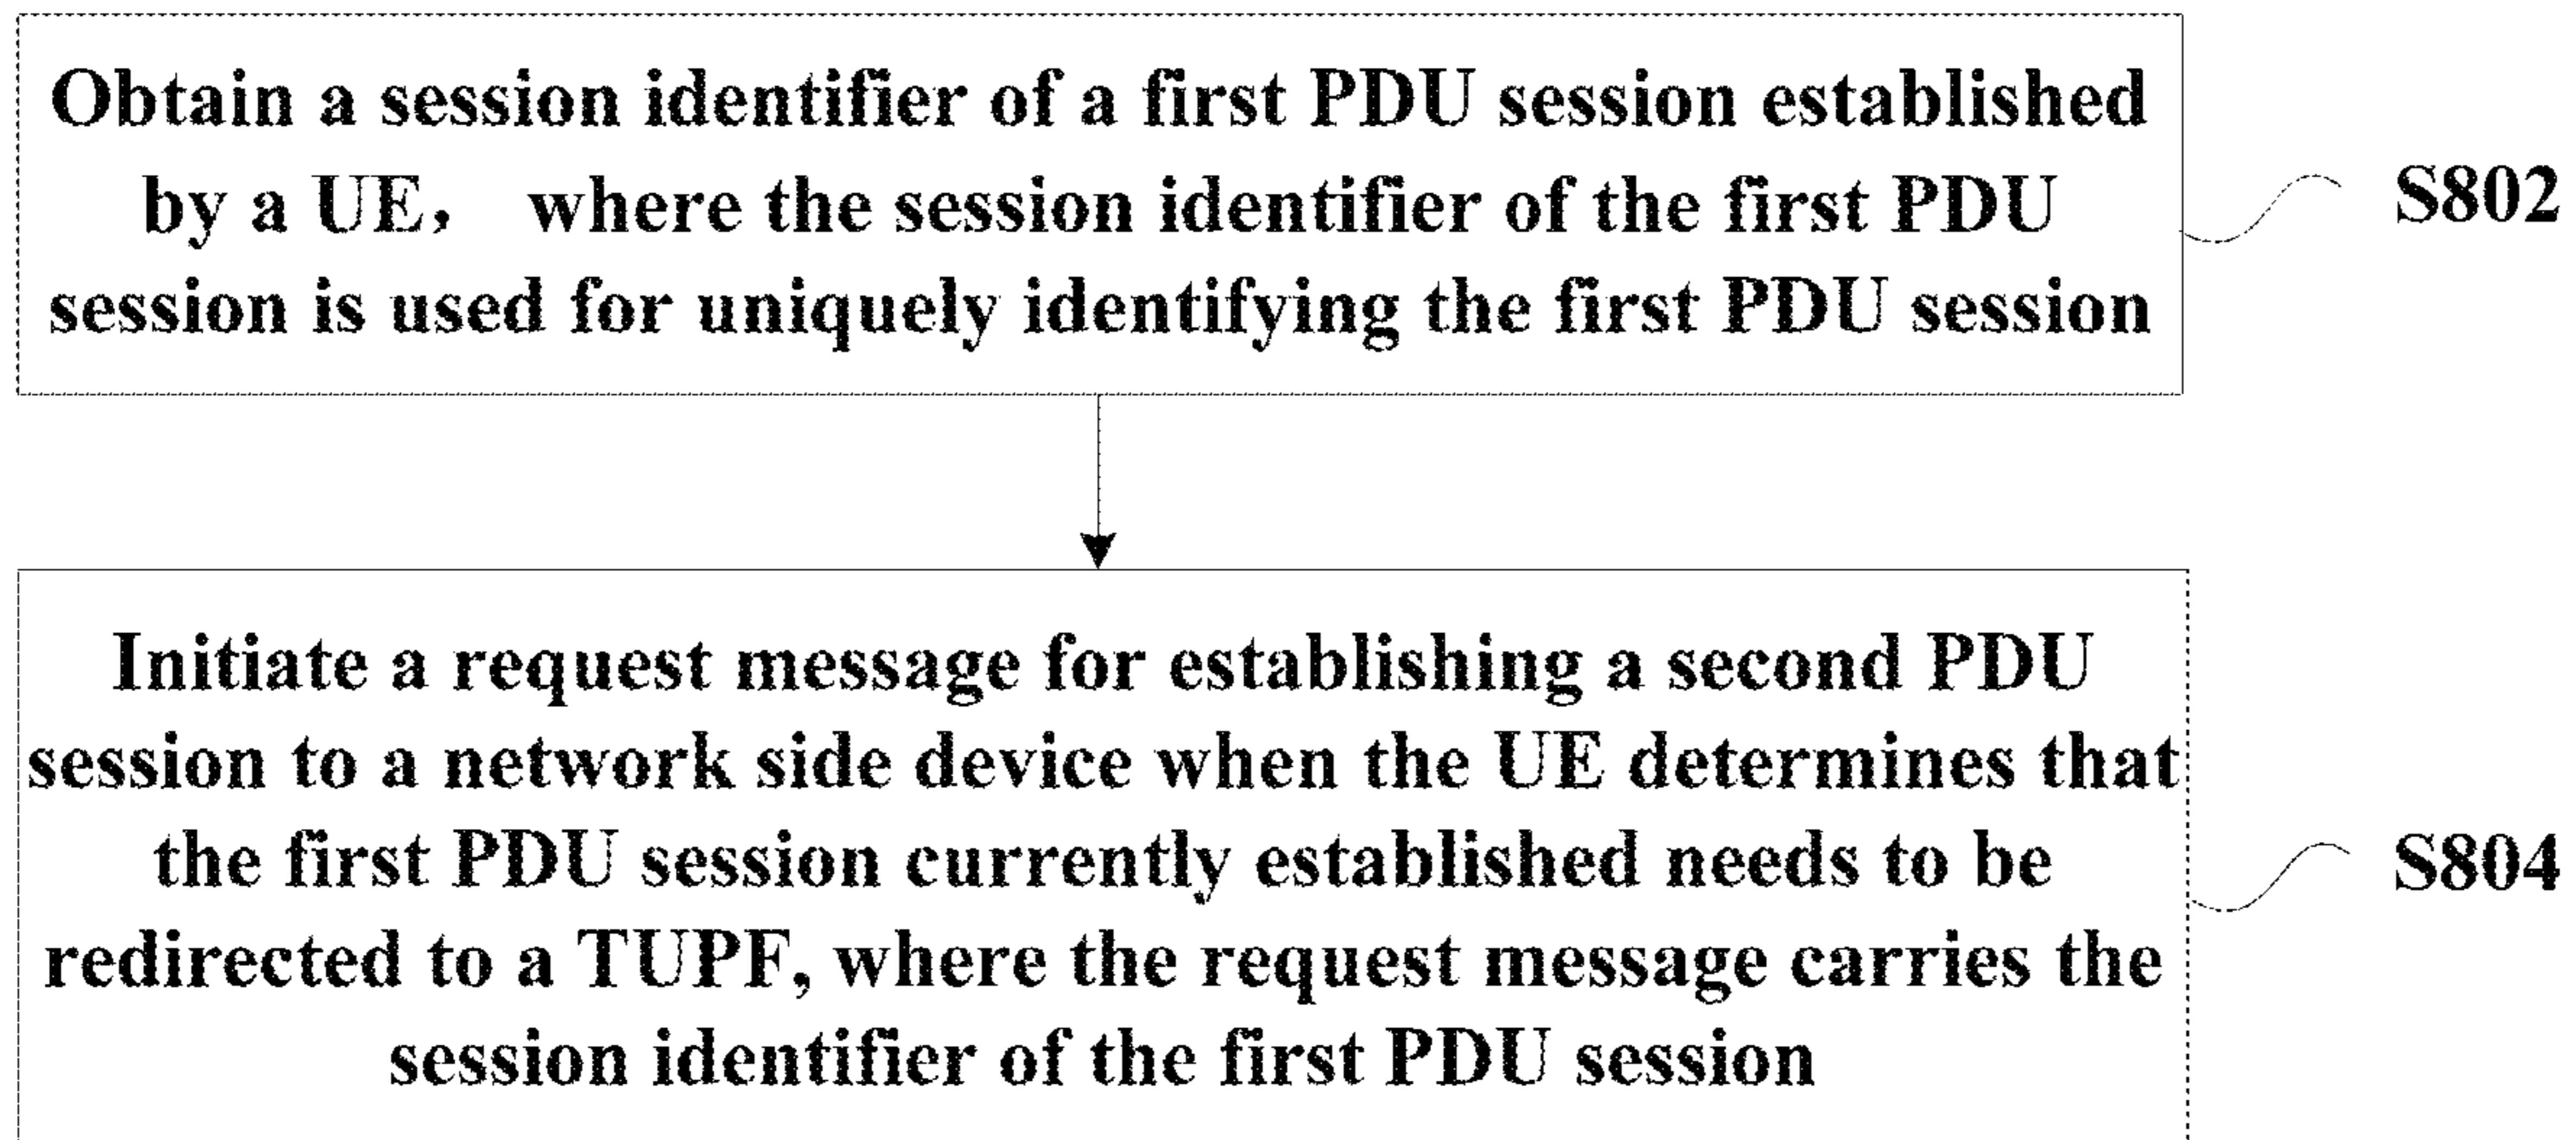 Obtain a session identifier of a first PDU session established
by a UE， where the session identifier of the first PDU
session is used for uniquely identifying the first PDU session
S802
Initiate a request message for establishing a second PDU
session to a network side device when the UE determines that
the first PDU session currently established needs to be
redirected to a TUPF, where the request message carries the
session identifier of the first PDU session
S804